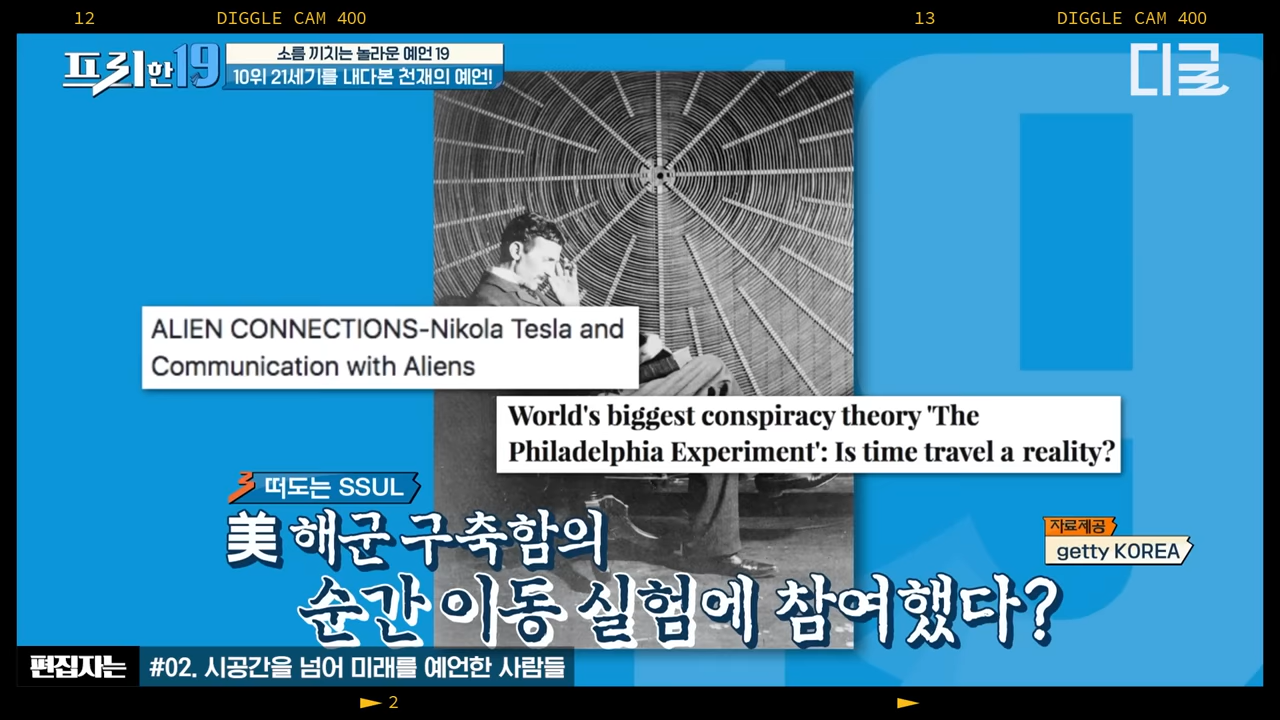 12
DIGGLE CAM 400
13
DIGGLE CAM 400
프리한19
소름 끼치는 놀라운 예언 19
10위 21세기를 내다본 천재의 예언!
디글
ALIEN CONNECTIONS-Nikola Tesla and
Communication with Aliens
World's biggest conspiracy theory 'The
Philadelphia Experiment': Is time travel a reality?
3 떠도는 SSUL
美 해군 구축함의
순간 이동 실험에 참여했다?
자료제공
getty KOREA
편집자는
#02. 시공간을 넘어 미래를 예언한 사람들
2